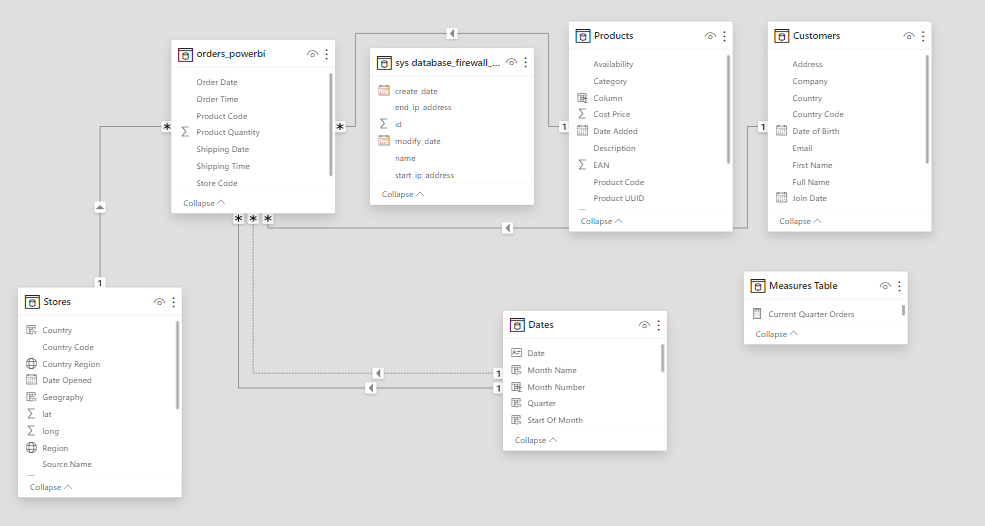 orders_powerbi
Order Date
Order Time
Product Code
Product Quantity
Shipping Date
Shipping Time
Store Code
Collapse
sys database_firewall_...
create_date
end_ip_address
id
modify_date
name
start_ip_address
Collapse
Products
Availability
Category
Column
Cost Price
Date Added
Description
EAN
Product Code
Product UUID
Collapse
Customers
Address
Company
Country
Country Code
Date of Birth
Email
First Name
Full Name
Join Date
Collapse
*
*
1
1
* * *
1
Stores
Country
Country Code
Country Region
Date Opened
Geography
lat
long
Region
Source.Name
Collapse
Measures Table
Current Quarter Orders
Collapse
1
1
Dates
Date
Month Name
Month Number
Quarter
Start Of Month
Collapse